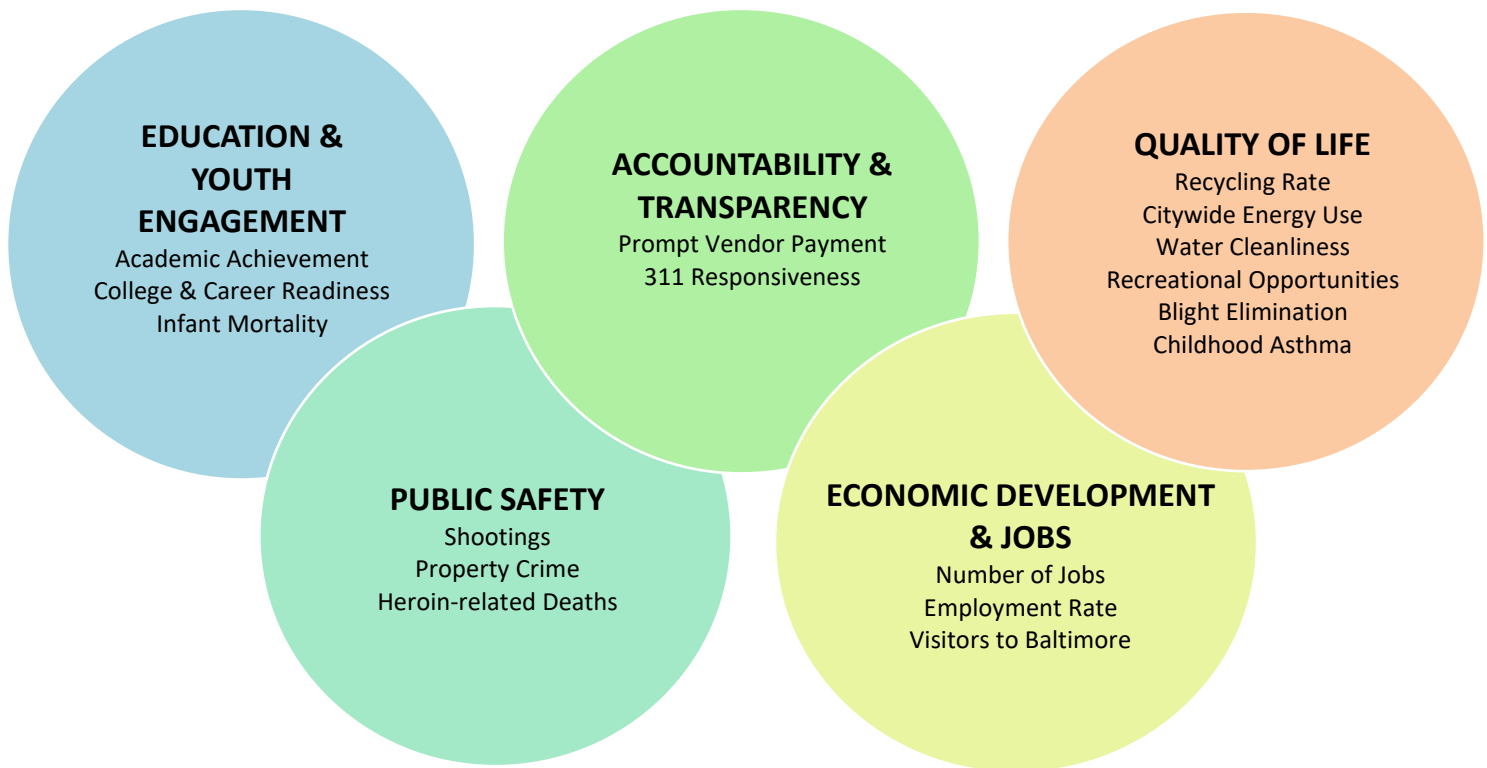 EDUCATION &
YOUTH
ENGAGEMENT
Academic Achievement
College & Career Readiness
Infant Mortality
ACCOUNTABILITY &
TRANSPARENCY
Prompt Vendor Payment
311 Responsiveness
QUALITY OF LIFE
Recycling Rate
Citywide Energy Use
Water Cleanliness
Recreational Opportunities
Blight Elimination
Childhood Asthma
PUBLIC SAFETY
Shootings
Property Crime
Heroin-related Deaths
ECONOMIC DEVELOPMENT
& JOBS
Number of Jobs
Employment Rate
Visitors to Baltimore